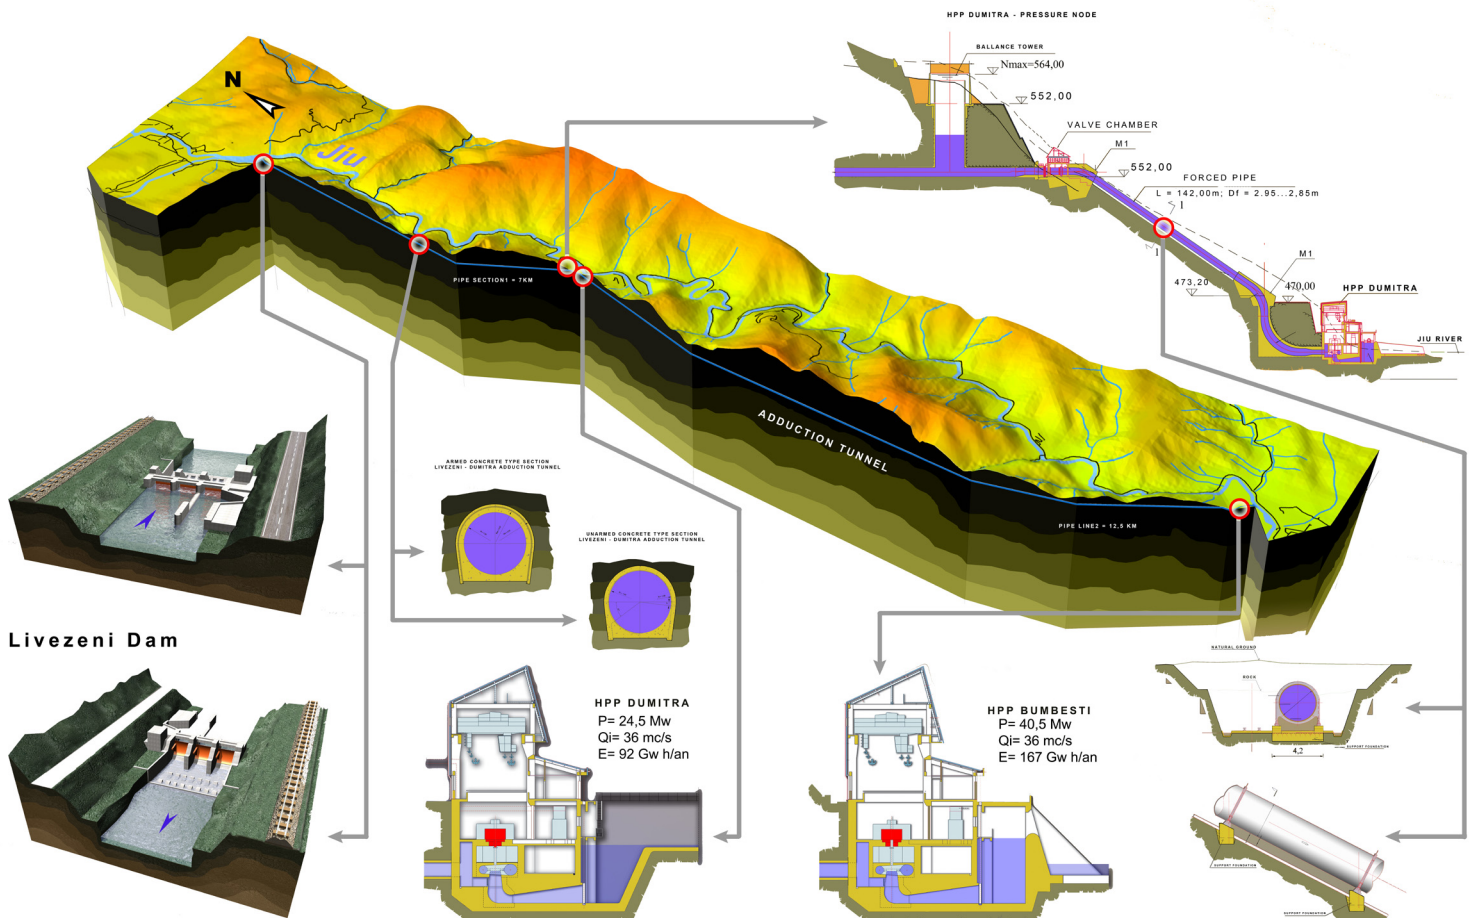 HPP DUMITRA - PRESSURE NODE
BALLANCE TOWER
Nmax=564,00
552,00
VALVE CHAMBER
M1
552,00
FORCED PIPE
L = 142,00m; Df = 2.95...2,85m
1
1
M1
473,20
470,00
HPP DUMITRA
JIU RIVER
N
Jiu
PIPE SECTION1 = 7KM
ADDUCTION TUNNEL
PIPE LINE2 = 12,5 KM
ARMED CONCRETE TYPE SECTION
LIVEZENI - DUMITRA ADDUCTION TUNNEL
UNARMED CONCRETE TYPE SECTION
LIVEZENI - DUMITRA ADDUCTION TUNNEL
Livezeni Dam
HPP DUMITRA
P= 24,5 Mw
Qi= 36 mc/s
E= 92 Gw h/an
HPP BUMBESTI
P= 40,5 Mw
Qi= 36 mc/s
E= 167 Gw h/an
NATURAL GROUND
ROCK
4,2
SUPPORT FOUNDATION
SUPPORT FOUNDATION
SUPPORT FOUNDATION